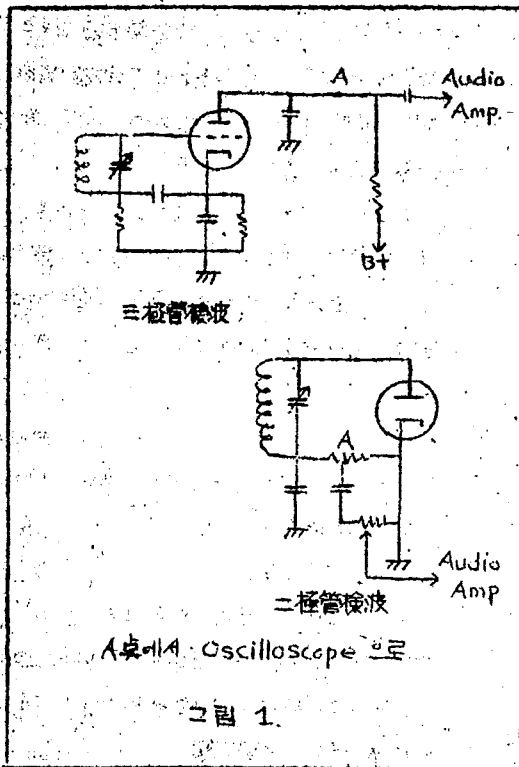 A
Audio
Amp.
B+
三極管檢波
A
Audio
Amp
二極管檢波
A点에서 Oscilloscope 으로
그림 1.